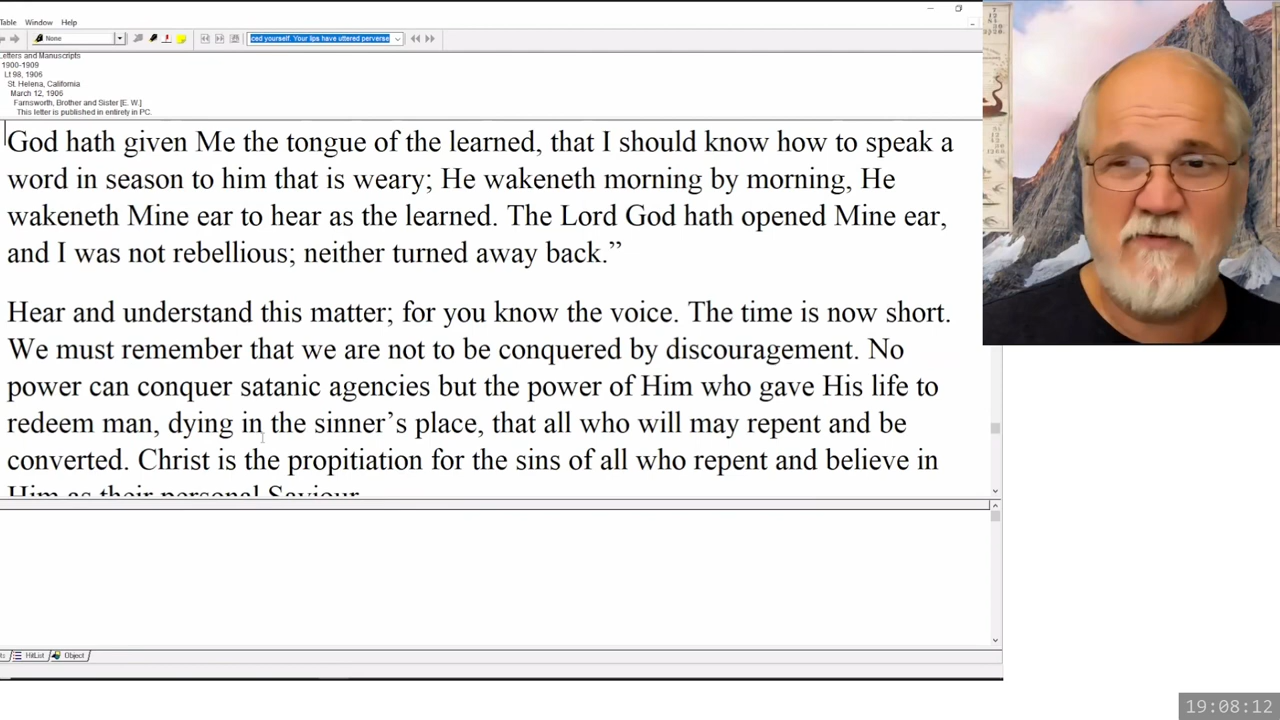 Table Window Help
None
ced yourself. Your lips have uttered perverse
Letters and Manuscripts
1900-1909
Lt 98, 1906
St. Helena, California
March 12, 1906
Farnsworth, Brother and Sister [E. W.]
This letter is published in entirety in PC.
God hath given Me the tongue of the learned, that I should know how to speak a
word in season to him that is weary; He wakeneth morning by morning, He
wakeneth Mine ear to hear as the learned. The Lord God hath opened Mine ear,
and I was not rebellious; neither turned away back.”
Hear and understand this matter; for you know the voice. The time is now short.
We must remember that we are not to be conquered by discouragement. No
power can conquer satanic agencies but the power of Him who gave His life to
redeem man, dying in the sinner’s place, that all who will may repent and be
converted. Christ is the propitiation for the sins of all who repent and believe in
Him as their personal Saviour
HitList Object
19:08:12